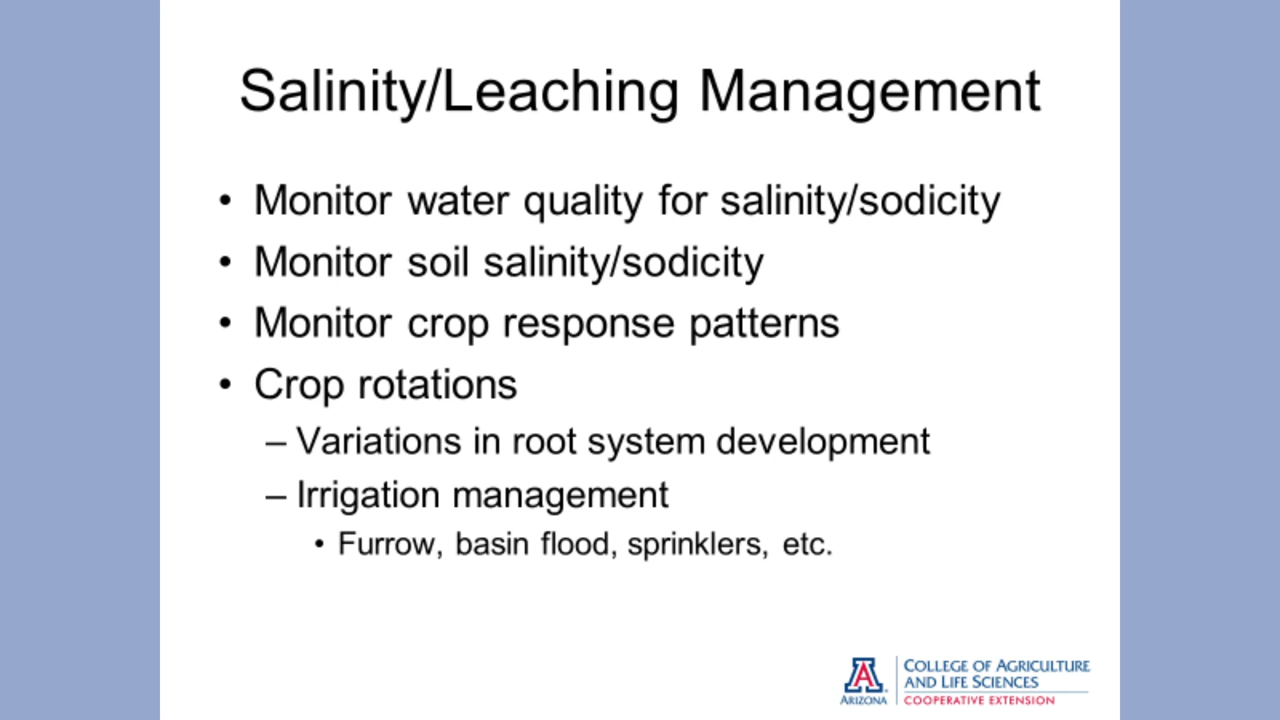 Salinity/Leaching Management
• Monitor water quality for salinity/sodicity
• Monitor soil salinity/sodicity
• Monitor crop response patterns
• Crop rotations
– Variations in root system development
– Irrigation management
• Furrow, basin flood, sprinklers, etc.
A
ARIZONA
COLLEGE OF AGRICULTURE
AND LIFE SCIENCES
COOPERATIVE EXTENSION